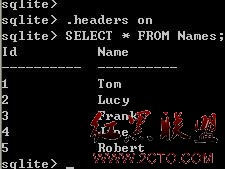 sqlite>
sqlite> .headers on
sqlite> SELECT * FROM Names;
Id          Name
----------  ----------
1           Tom
2           Lucy
3           Frank
4
5           Robert
sqlite> _
红黑联盟
www.2CTO.com